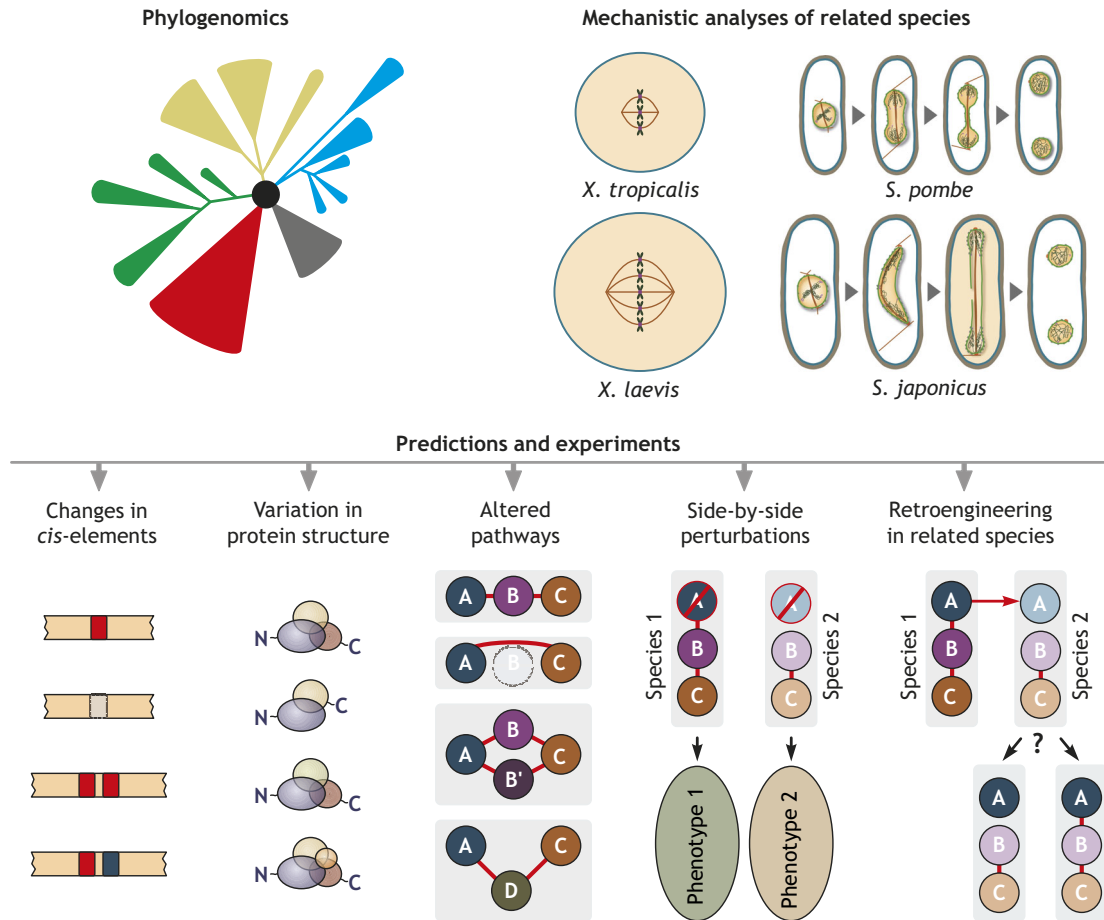 Phylogenomics
Mechanistic analyses of related species
X. tropicalis
S. pombe
X. laevis
S. japonicus
Predictions and experiments
Changes in
cis-elements
Variation in
protein structure
Altered
pathways
Side-by-side
perturbations
Retroengineering
in related species
N
C
N
C
N
C
N
C
A
B
C
A
B
C
A
B
B'
C
A
C
D
Species 1
A
B
C
A
B
C
Species 2
Phenotype 1
Phenotype 2
Species 1
A
B
C
A
B
C
Species 2
?
A
B
C
A
B
C